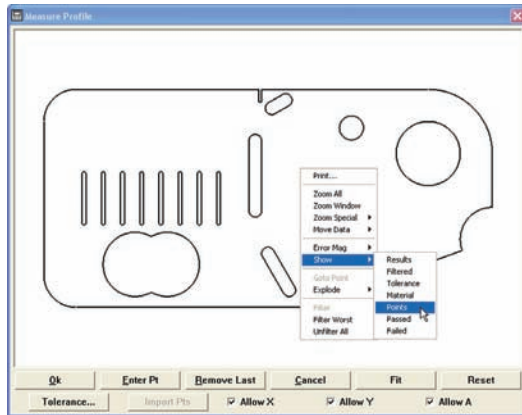 Measure Profile
Print...
Zoom All
Zoom Window
Zoom Special
Move Data
Error Mag
Show
Goto Point
Explode
Filter
Filter Worst
Unfilter All
Results
Filtered
Tolerance
Material
Points
Passed
Failed
Ok Enter Pt Remove Last Cancel Fit Reset
Tolerance... Import Pts Allow X Allow Y Allow A